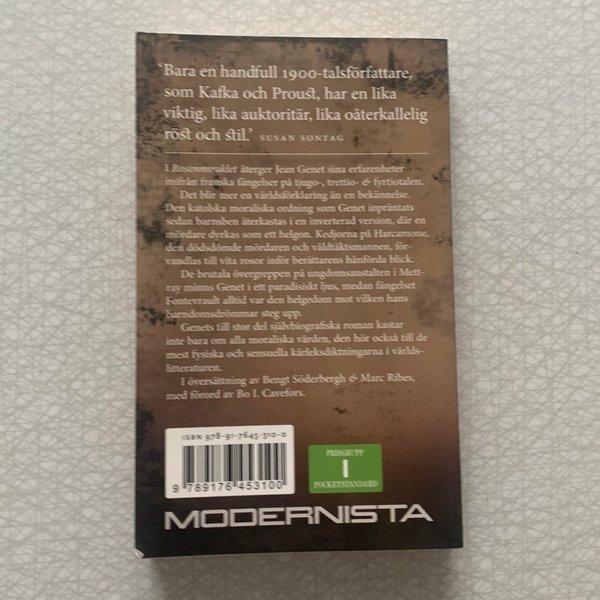 ‘Bara en handfull 1900-talsförfattare,
som Kafka och Proust, har en lika
viktig, lika auktoritär, lika oåterkallelig
röst och stil.’ SUSAN SONTAG
I Rosenmiraklet återger Jean Genet sina erfarenheter
inifrån franska fängelser på tjugo-, trettio- & fyrtiotalen.
Det blir mer en världsförklaring än en bekännelse.
Den katolska moraliska ordning som Genet inpräntats
sedan barnsben återkastas i en inverterad version, där en
mördare dyrkas som ett helgon. Kedjorna på Harcamone,
den dödsdömde mördaren och våldtäktsmannen, för-
vandlas till vita rosor inför berättarens hänförda blick.
De brutala övergreppen på ungdomsanstalten i Mett-
ray minns Genet i ett paradisiskt ljus, medan fängelset
Fontevrault alltid var den helgedom mot vilken hans
barndomsdrömmar steg upp.
Genets till stor del självbiografiska roman kastar
inte bara om alla moraliska värden, den hör också till de
mest fysiska och sensuella kärleksdiktningarna i världs-
litteraturen.
I översättning av Bengt Söderbergh & Marc Ribes,
med förord av Bo I. Cavefors.
ISBN 978-91-7645-310-0
9 789176 453100
PRISGRUPP
I
POCKETSTANDARD
MODERNISTA